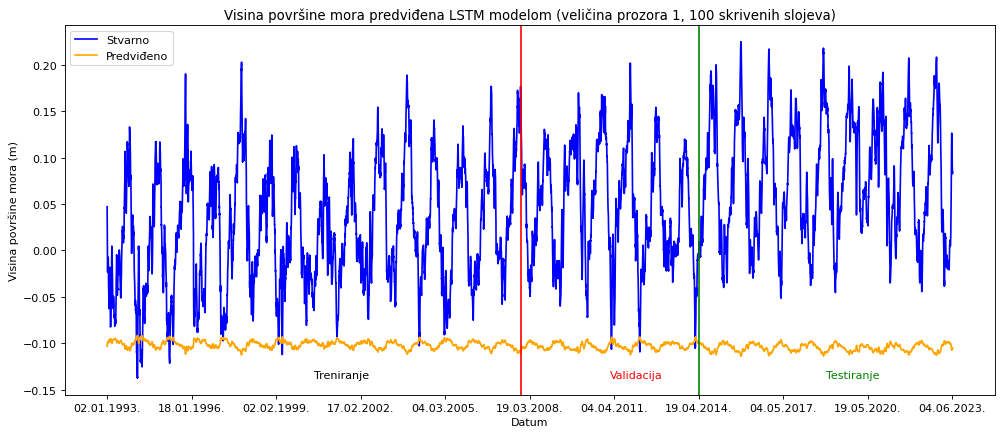 Visina površine mora predviđena LSTM modelom (veličina prozora 1, 100 skrivenih slojeva)
Stvarno
Predviđeno
Visina površine mora (m)
0.20
0.15
0.10
0.05
0.00
−0.05
−0.10
−0.15
Treniranje
Validacija
Testiranje
02.01.1993.
18.01.1996.
02.02.1999.
17.02.2002.
04.03.2005.
19.03.2008.
04.04.2011.
19.04.2014.
04.05.2017.
19.05.2020.
04.06.2023.
Datum